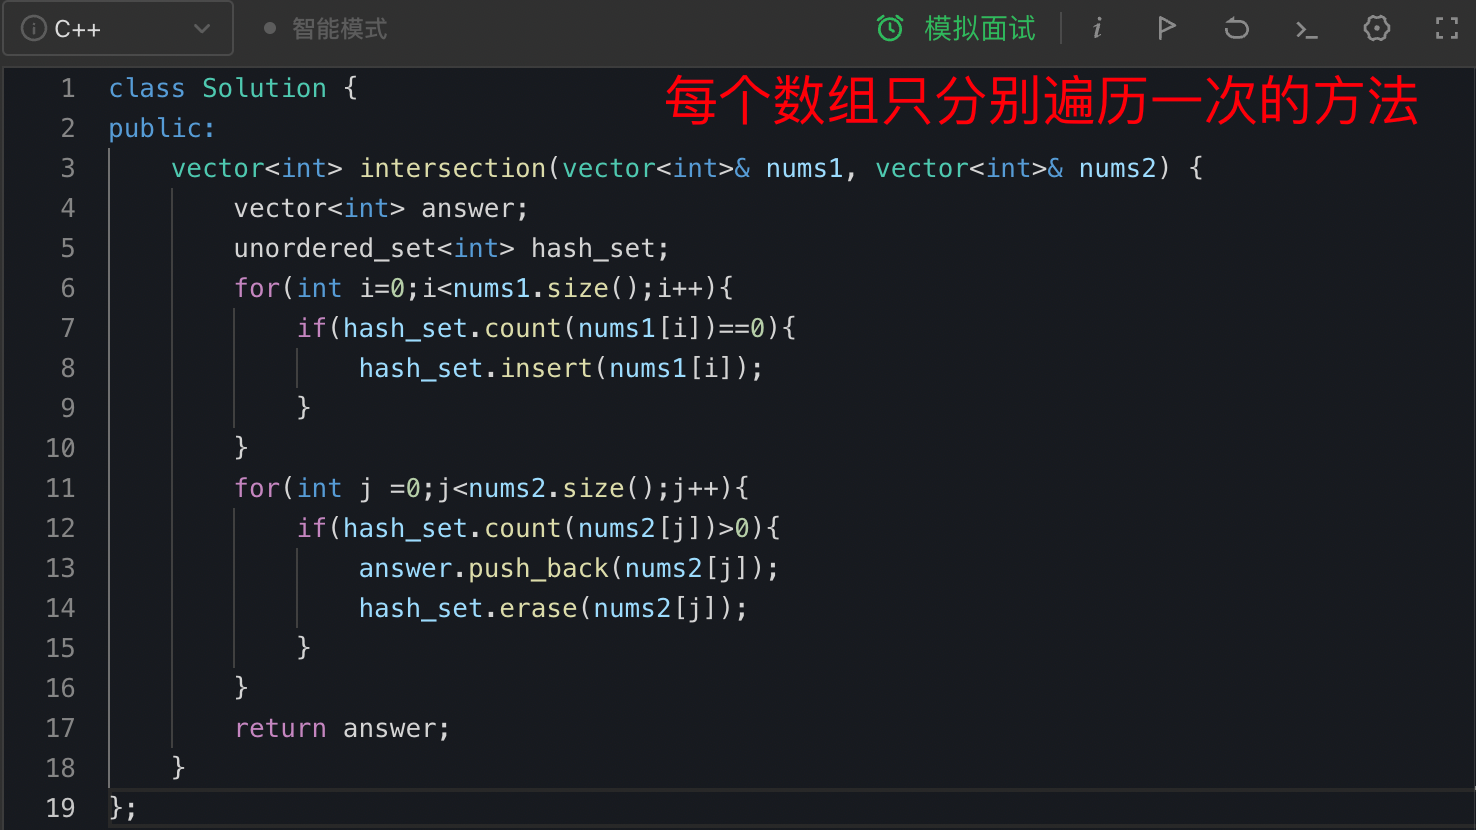 C++ 智能模式 模拟面试
每个数组只分别遍历一次的方法
1 class Solution {
2 public:
3     vector<int> intersection(vector<int>& nums1, vector<int>& nums2) {
4         vector<int> answer;
5         unordered_set<int> hash_set;
6         for(int i=0;i<nums1.size();i++){
7             if(hash_set.count(nums1[i])==0){
8                 hash_set.insert(nums1[i]);
9             }
10         }
11         for(int j =0;j<nums2.size();j++){
12             if(hash_set.count(nums2[j])>0){
13                 answer.push_back(nums2[j]);
14                 hash_set.erase(nums2[j]);
15             }
16         }
17         return answer;
18     }
19 };